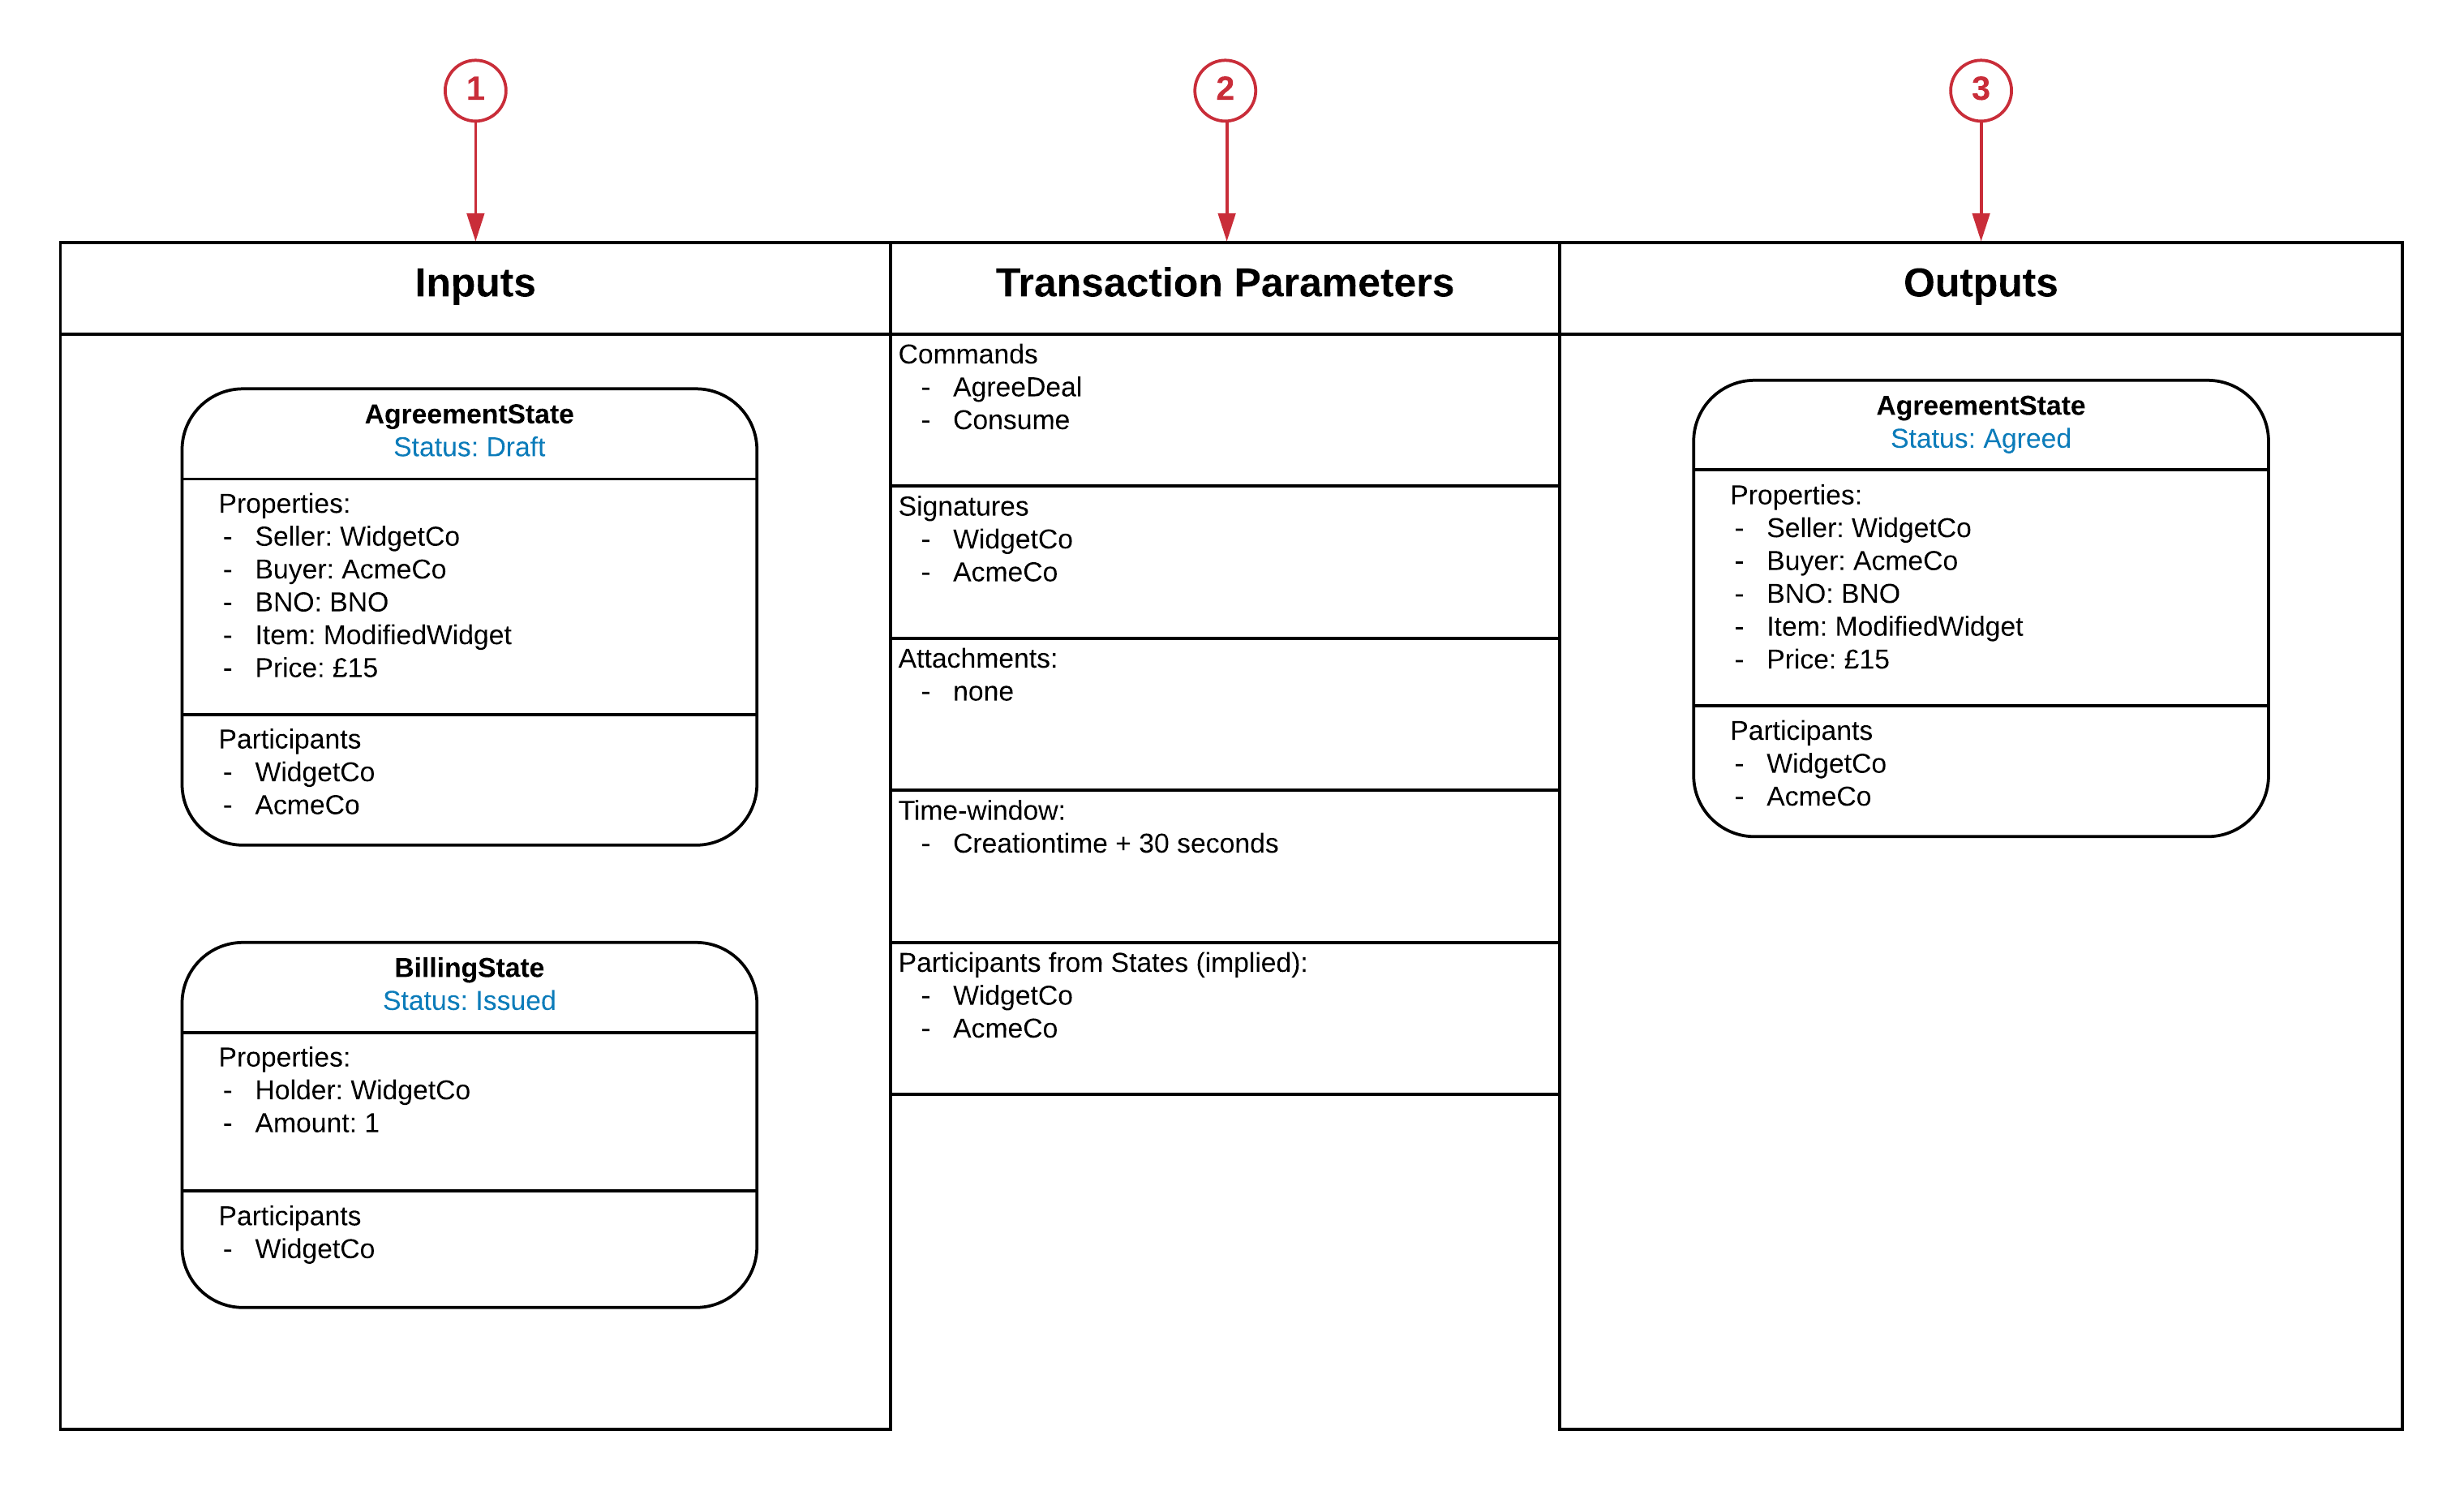 1
2
3
Inputs
Transaction Parameters
Outputs
AgreementState
Status: Draft
Properties:
- Seller: WidgetCo
- Buyer: AcmeCo
- BNO: BNO
- Item: ModifiedWidget
- Price: £15
Participants
- WidgetCo
- AcmeCo
BillingState
Status: Issued
Properties:
- Holder: WidgetCo
- Amount: 1
Participants
- WidgetCo
Commands
- AgreeDeal
- Consume
Signatures
- WidgetCo
- AcmeCo
Attachments:
- none
Time-window:
- Creationtime + 30 seconds
Participants from States (implied):
- WidgetCo
- AcmeCo
AgreementState
Status: Agreed
Properties:
- Seller: WidgetCo
- Buyer: AcmeCo
- BNO: BNO
- Item: ModifiedWidget
- Price: £15
Participants
- WidgetCo
- AcmeCo